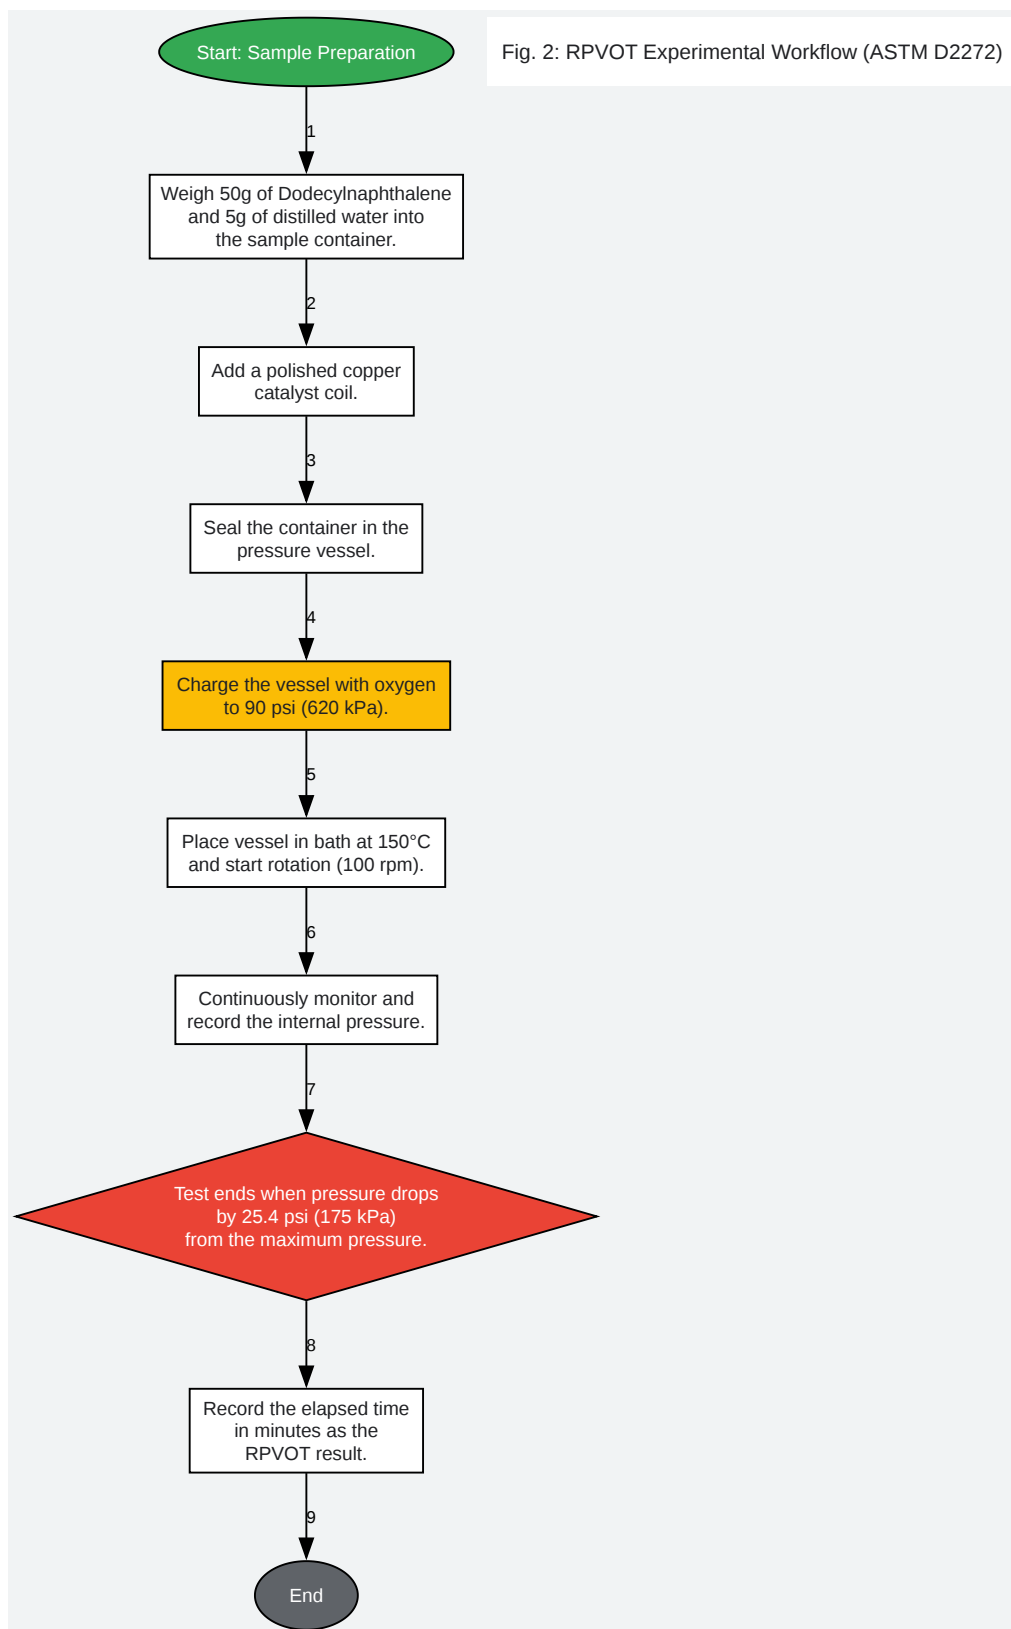 Start: Sample Preparation
Fig. 2: RPVOT Experimental Workflow (ASTM D2272)
1
Weigh 50g of Dodecylnaphthalene
and 5g of distilled water into
the sample container.
2
Add a polished copper
catalyst coil.
3
Seal the container in the
pressure vessel.
4
Charge the vessel with oxygen
to 90 psi (620 kPa).
5
Place vessel in bath at 150°C
and start rotation (100 rpm).
6
Continuously monitor and
record the internal pressure.
7
Test ends when pressure drops
by 25.4 psi (175 kPa)
from the maximum pressure.
8
Record the elapsed time
in minutes as the
RPVOT result.
9
End